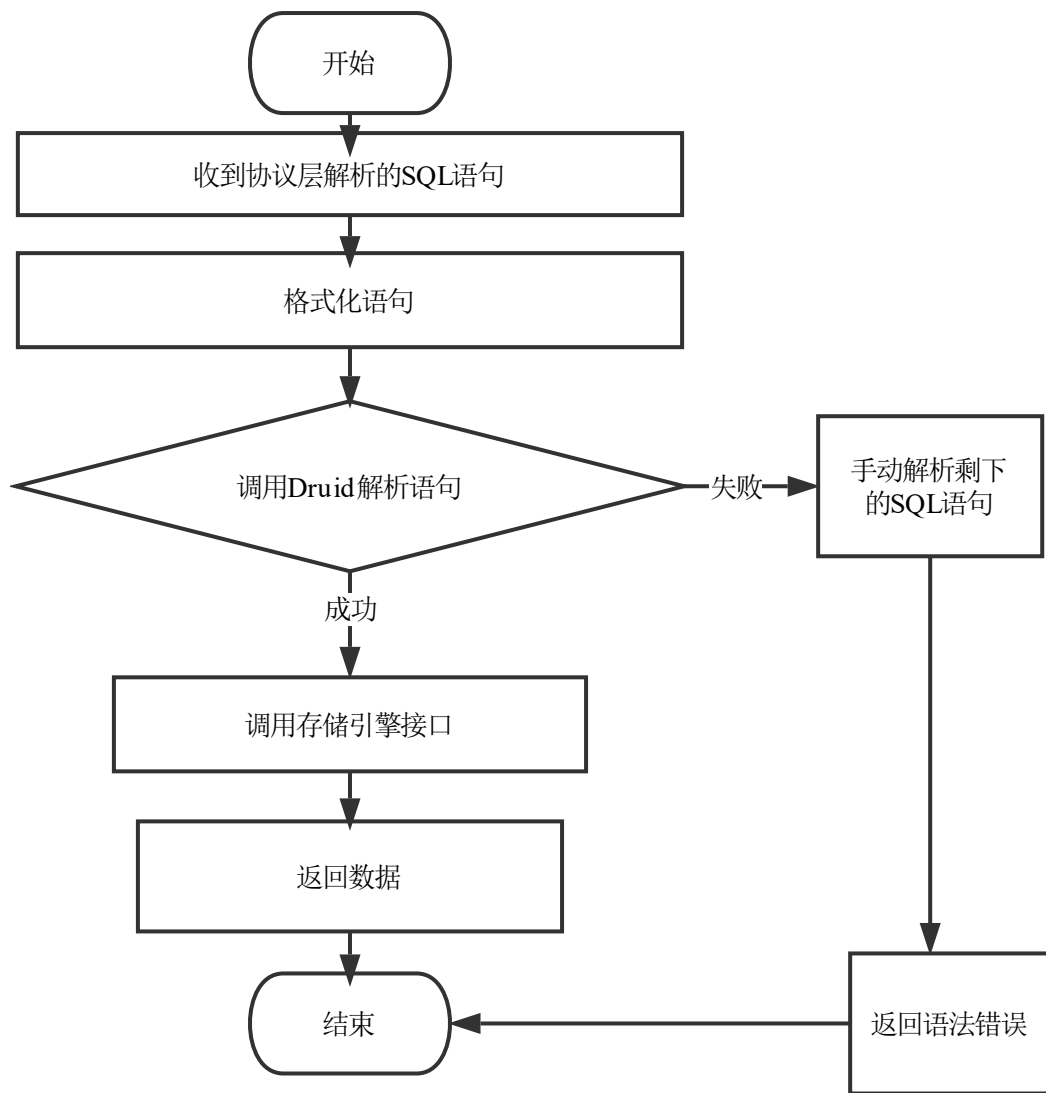 开始
收到协议层解析的SQL语句
格式化语句
调用Druid解析语句
失败
手动解析剩下
的SQL语句
成功
调用存储引擎接口
返回数据
结束
返回语法错误